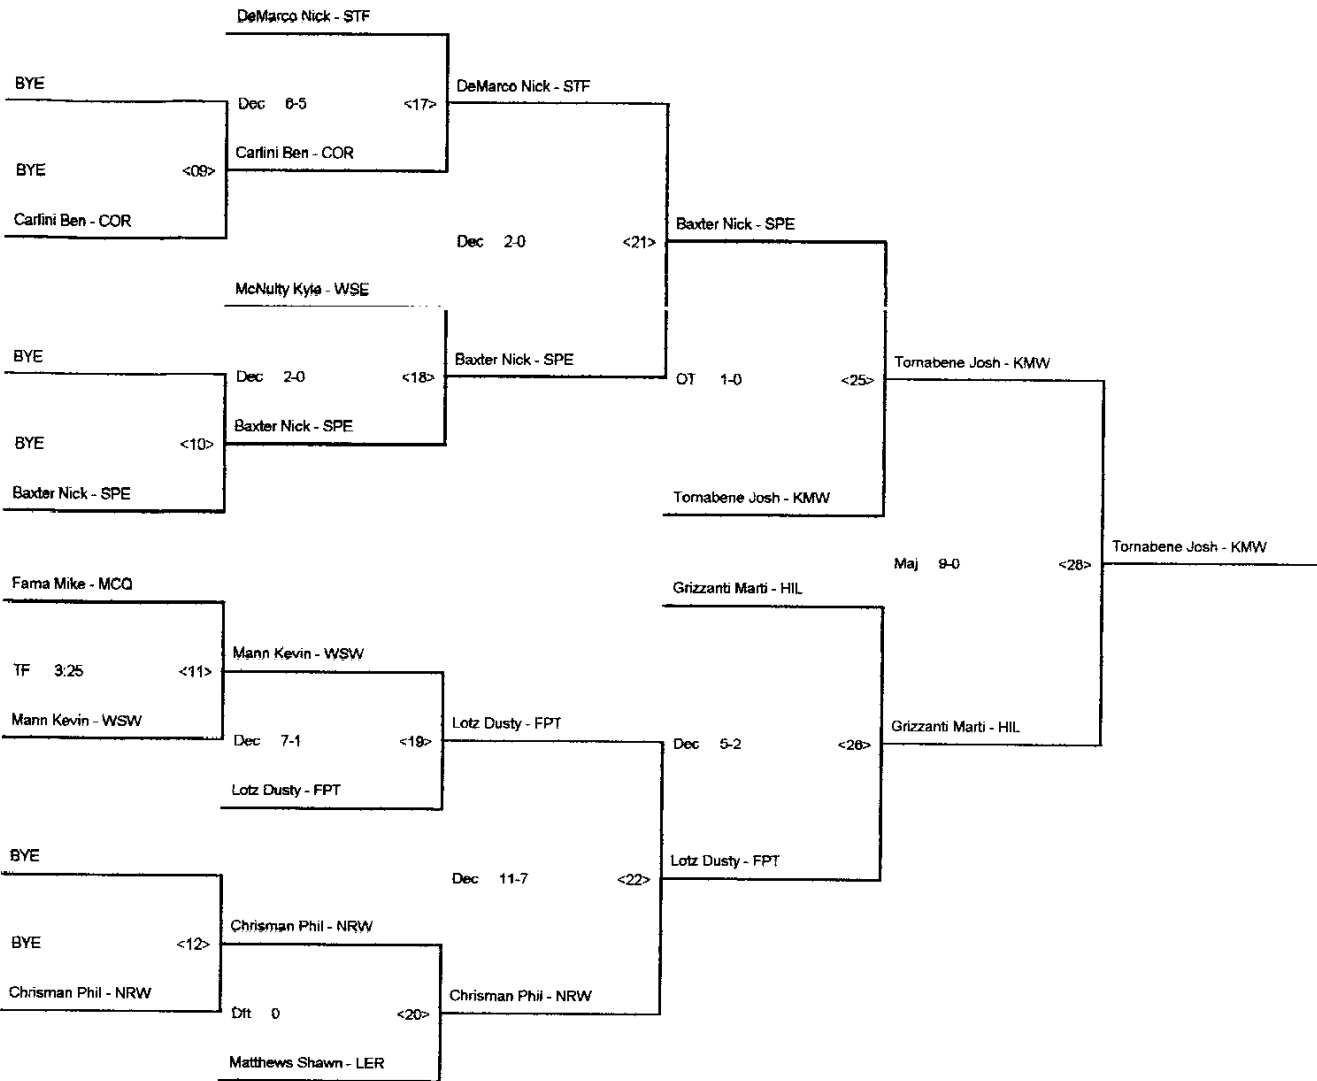 DeMarco Nick - STF
BYE
Dec 6-5 <17>
DeMarco Nick - STF
BYE <09>
Carlini Ben - COR
Carlini Ben - COR
Dec 2-0 <21>
Baxter Nick - SPE
McNulty Kyle - WSE
BYE
Dec 2-0 <18>
Baxter Nick - SPE
OT 1-0 <25>
Tornabene Josh - KMW
BYE <10>
Baxter Nick - SPE
Baxter Nick - SPE
Tornabene Josh - KMW
Maj 9-0 <28>
Tornabene Josh - KMW
Fama Mike - MCQ
Grizzanti Marti - HIL
TF 3:25 <11>
Mann Kevin - WSW
Mann Kevin - WSW
Dec 7-1 <19>
Lotz Dusty - FPT
Dec 5-2 <26>
Grizzanti Marti - HIL
Lotz Dusty - FPT
BYE
Dec 11-7 <22>
Lotz Dusty - FPT
BYE <12>
Chrisman Phil - NRW
Chrisman Phil - NRW
Dft 0 <20>
Chrisman Phil - NRW
Matthews Shawn - LER